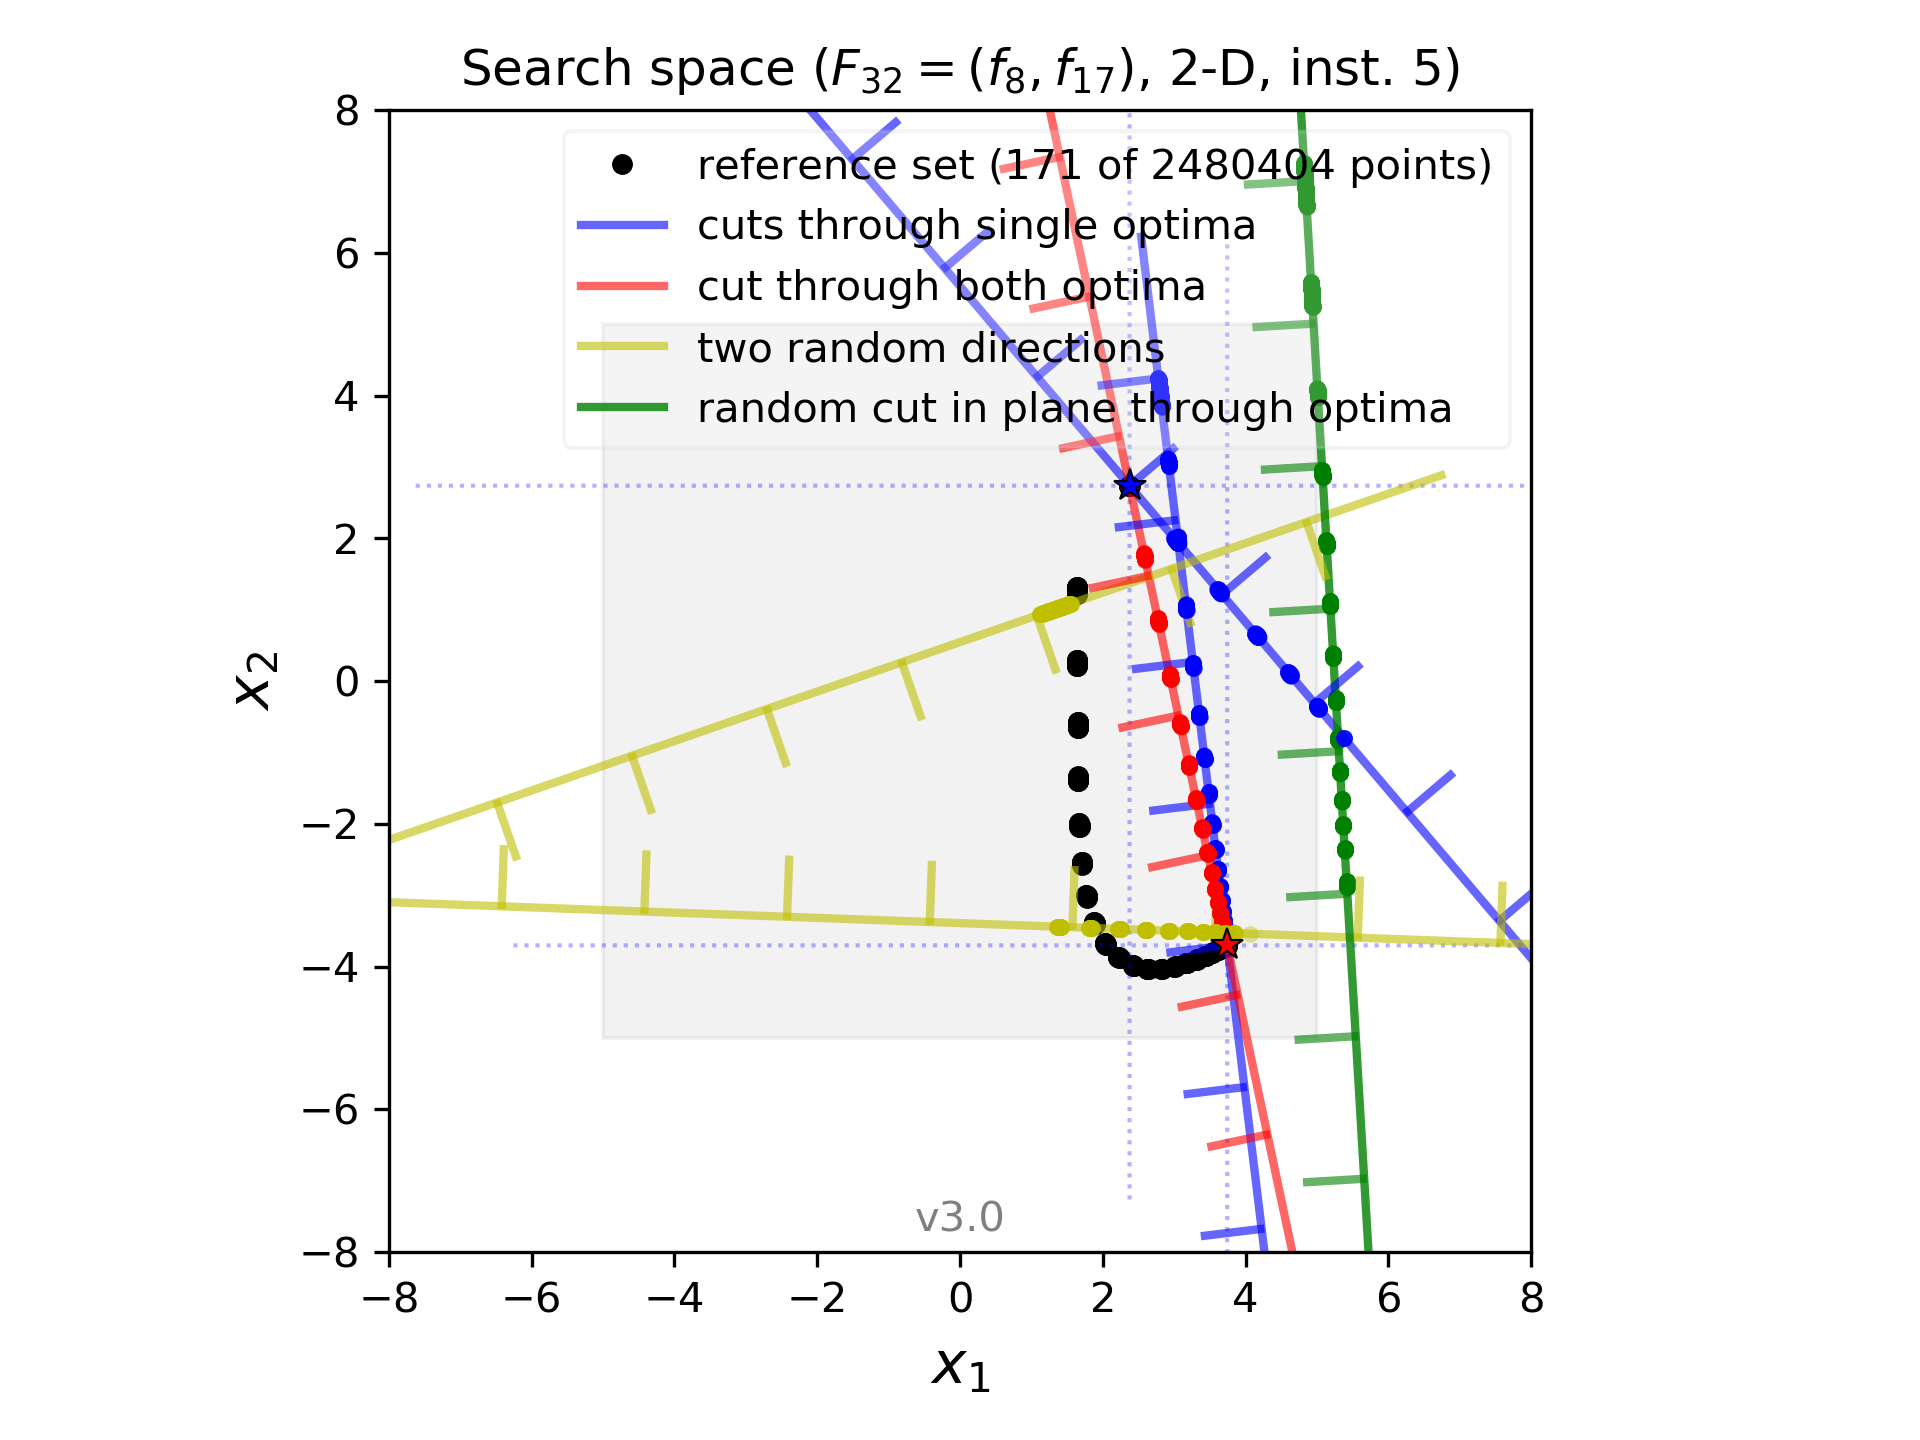 Search space (F32 = (f8, f17), 2-D, inst. 5)
reference set (171 of 2480404 points)
cuts through single optima
cut through both optima
two random directions
random cut in plane through optima
8
6
4
2
0
−2
−4
−6
−8
x2
v3.0
−8 −6 −4 −2 0 2 4 6 8
x1